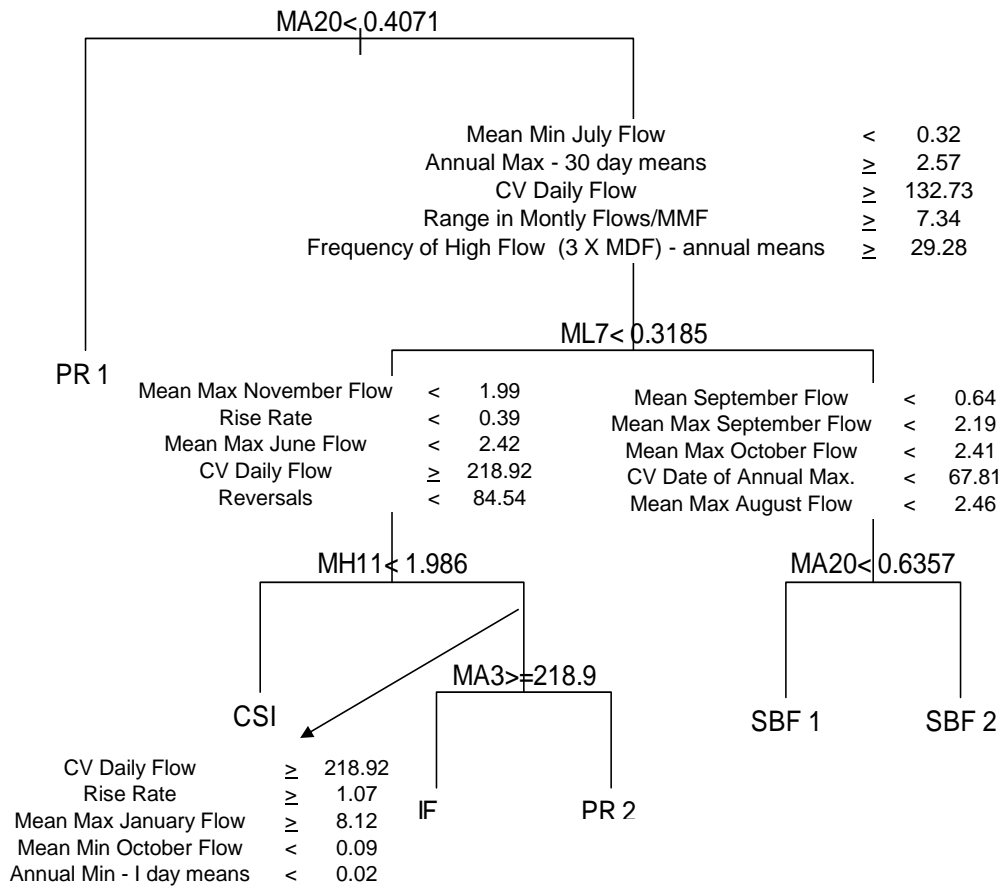 MA20< 0.4071
Mean Min July Flow < 0.32
Annual Max - 30 day means ≥ 2.57
CV Daily Flow ≥ 132.73
Range in Montly Flows/MMF ≥ 7.34
Frequency of High Flow (3 X MDF) - annual means ≥ 29.28
ML7< 0.3185
PR 1
Mean Max November Flow < 1.99
Rise Rate < 0.39
Mean Max June Flow < 2.42
CV Daily Flow ≥ 218.92
Reversals < 84.54
Mean September Flow < 0.64
Mean Max September Flow < 2.19
Mean Max October Flow < 2.41
CV Date of Annual Max. < 67.81
Mean Max August Flow < 2.46
MH11< 1.986
MA20< 0.6357
MA3>=218.9
CSI
SBF 1
SBF 2
CV Daily Flow ≥ 218.92
Rise Rate ≥ 1.07
Mean Max January Flow ≥ 8.12
Mean Min October Flow < 0.09
Annual Min - I day means < 0.02
IF
PR 2